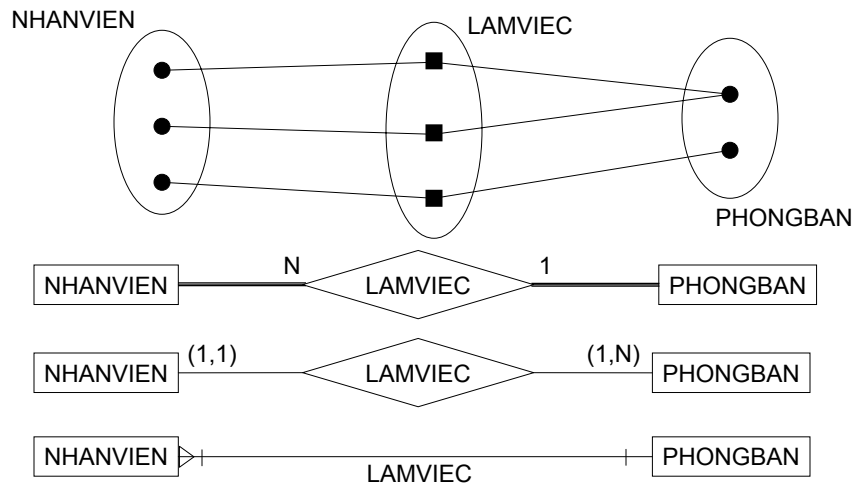 NHANVIEN
LAMVIEC
PHONGBAN
N 1
NHANVIEN LAMVIEC PHONGBAN
(1,1) (1,N)
NHANVIEN LAMVIEC PHONGBAN
NHANVIEN PHONGBAN
LAMVIEC